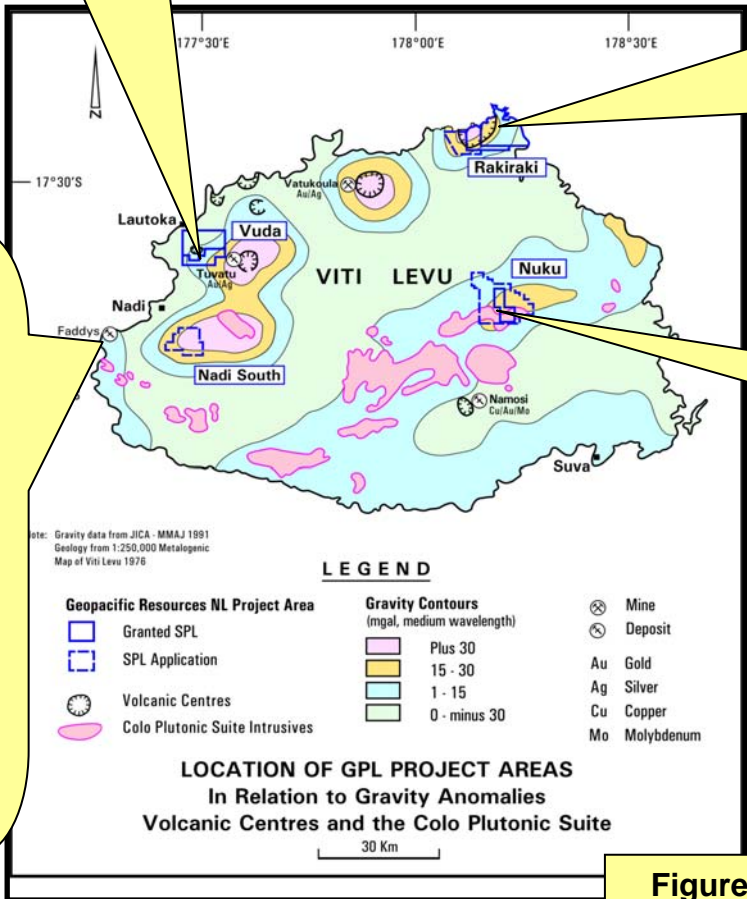 177°30'E
178°00'E
178°30'E
N
17°30'S
Rakiraki
Vatukoula
Au/Ag
Lautoka
Vuda
Tuvatu
Au/Ag
VITI LEVU
Nuku
Nadi
Faddys
Nadi South
Namosi
Cu/Au/Mo
Suva
Gravity data from JICA - MMAJ 1991
Geology from 1:250,000 Metalogenic
Map of Viti Levu 1976
LEGEND
Geopacific Resources NL Project Area
Granted SPL
SPL Application
Volcanic Centres
Colo Plutonic Suite Intrusives
Gravity Contours
(mgal, medium wavelength)
Plus 30
15 - 30
1 - 15
0 - minus 30
Mine
Deposit
Au Gold
Ag Silver
Cu Copper
Mo Molybdenum
LOCATION OF GPL PROJECT AREAS
In Relation to Gravity Anomalies
Volcanic Centres and the Colo Plutonic Suite
30 Km
Figure